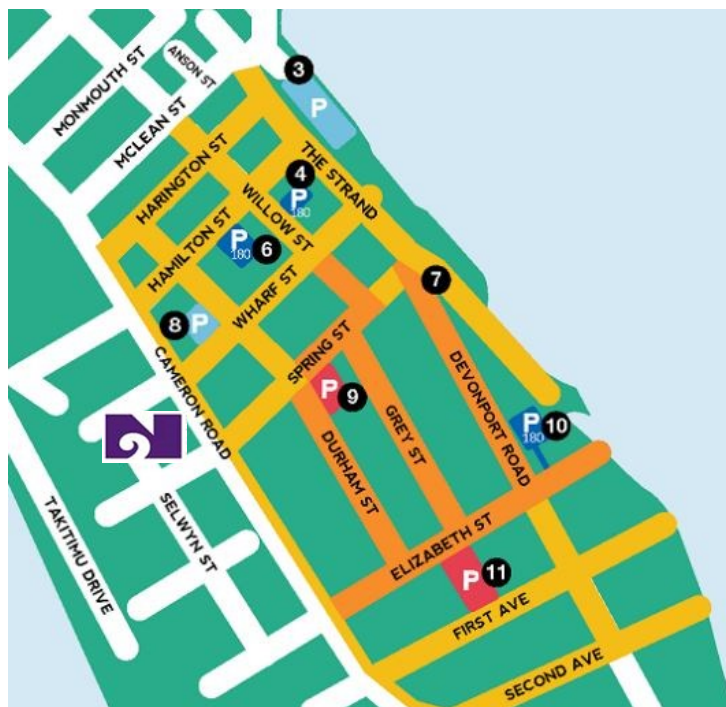 ANSON ST
MONMOUTH ST
MCLEAN ST
3
P
HARINGTON ST
THE STRAND
4
P
180
WILLOW ST
HAMILTON ST
P
180
6
WHARF ST
7
8
P
SPRING ST
CAMERON ROAD
DEVONPORT ROAD
P
9
GREY ST
P
180
10
DURHAM ST
TAKITIMU DRIVE
SELWYN ST
ELIZABETH ST
P
11
FIRST AVE
SECOND AVE